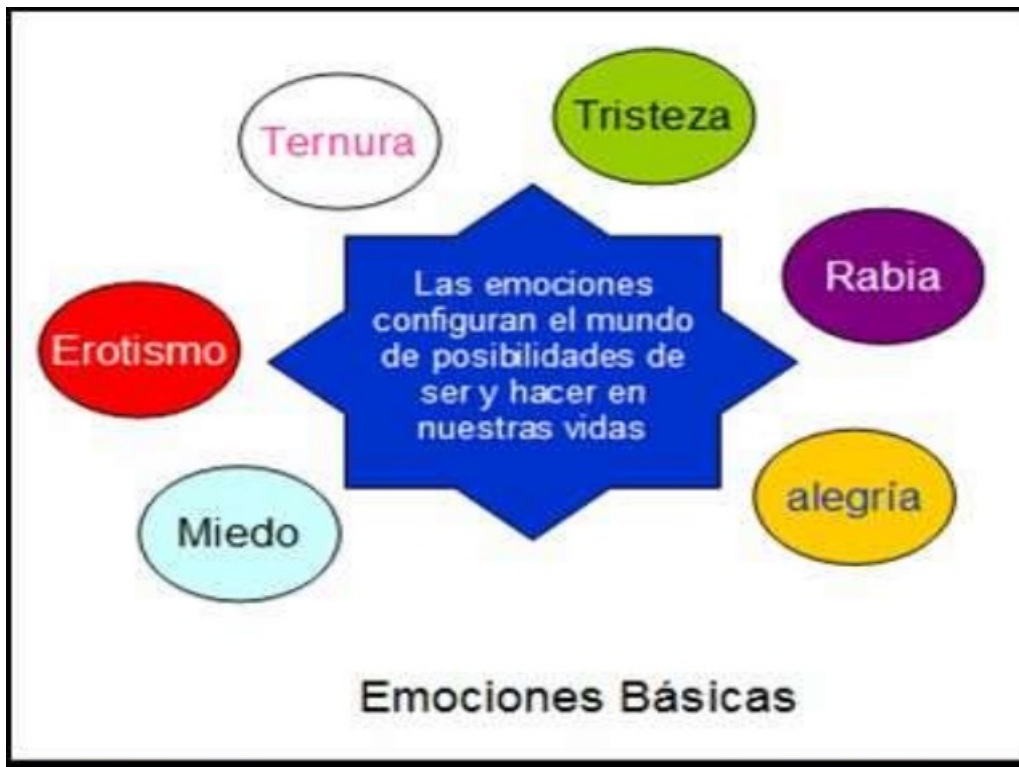 Ternura
Tristeza
Rabia
Erotismo
Las emociones
configuran el mundo
de posibilidades de
ser y hacer en
nuestras vidas
alegría
Miedo
Emociones Básicas